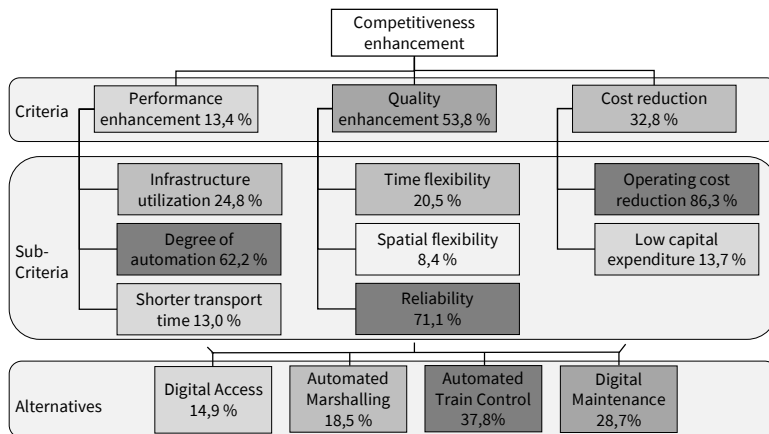 Competitiveness
enhancement
Criteria
Performance
enhancement 13,4 %
Quality
enhancement 53,8 %
Cost reduction
32,8 %
Sub-
Criteria
Infrastructure
utilization 24,8 %
Time flexibility
20,5 %
Operating cost
reduction 86,3 %
Degree of
automation 62,2 %
Spatial flexibility
8,4 %
Low capital
expenditure 13,7 %
Shorter transport
time 13,0 %
Reliability
71,1 %
Alternatives
Digital Access
14,9 %
Automated
Marshalling
18,5 %
Automated
Train Control
37,8%
Digital
Maintenance
28,7%